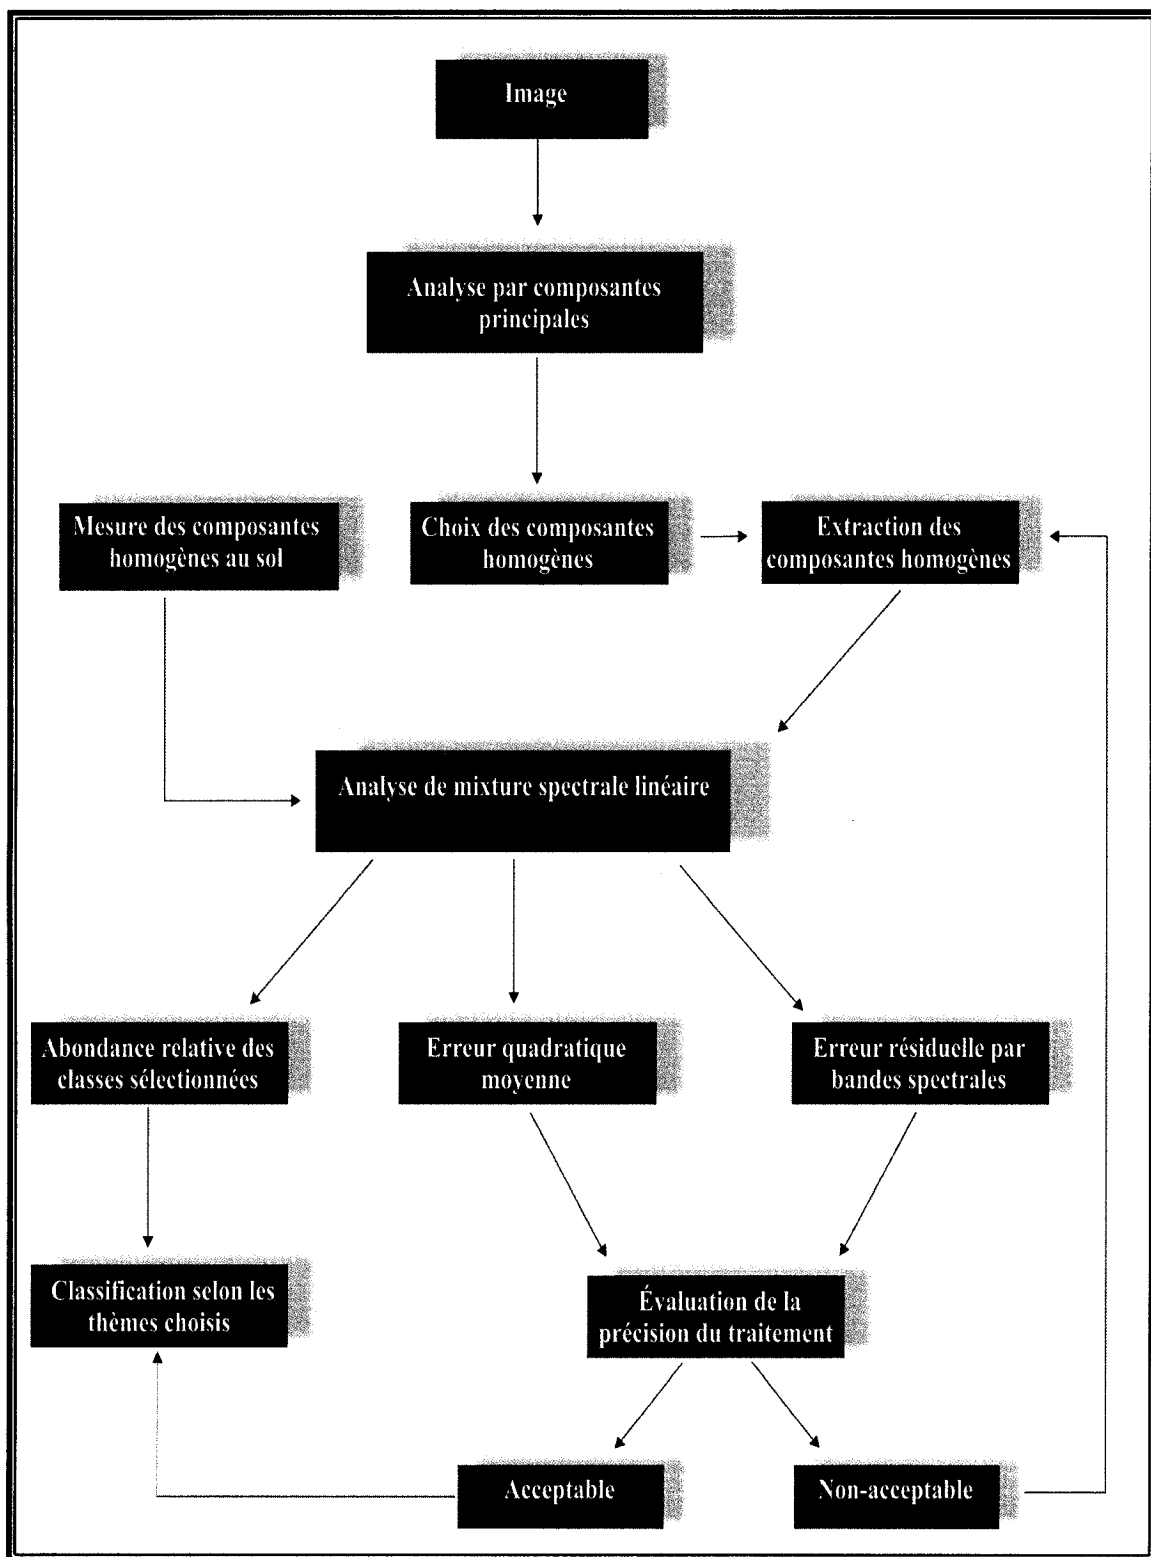 Image
Analyse par composantes
principales
Mesure des composantes
homogènes au sol
Choix des composantes
homogènes
Extraction des
composantes homogènes
Analyse de mixture spectrale linéaire
Abondance relative des
classes sélectionnées
Erreur quadratique
moyenne
Erreur résiduelle par
bandes spectrales
Classification selon les
thèmes choisis
Évaluation de la
précision du traitement
Acceptable
Non-acceptable